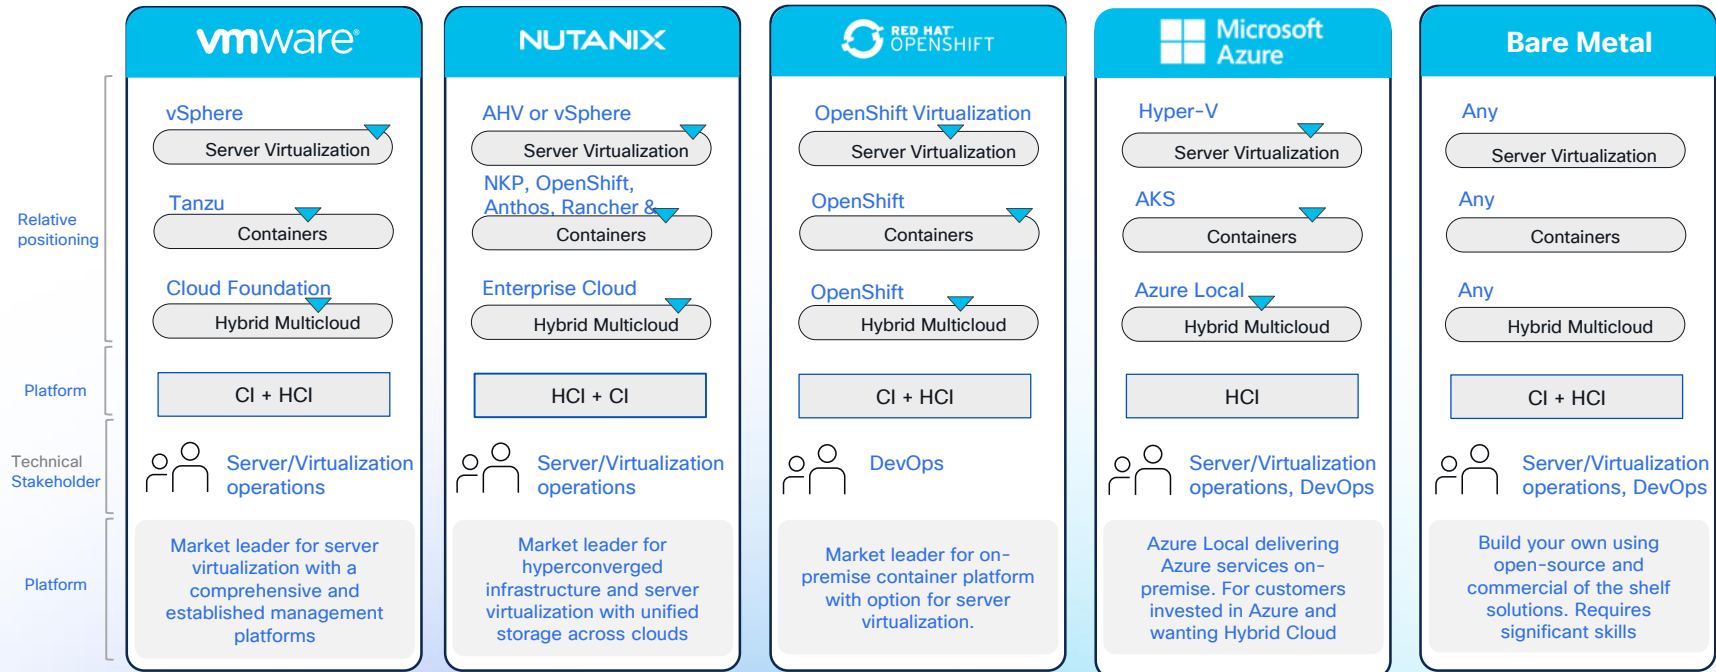 vmware®
NUTANIX
RED HAT®
OPENSHIFT
Microsoft
Azure
Bare Metal
Relative
positioning
vSphere
Server Virtualization
Tanzu
Containers
Cloud Foundation
Hybrid Multicloud
AHV or vSphere
Server Virtualization
NKP, OpenShift,
Anthos, Rancher &
Containers
Enterprise Cloud
Hybrid Multicloud
OpenShift Virtualization
Server Virtualization
OpenShift
Containers
OpenShift
Hybrid Multicloud
Hyper-V
Server Virtualization
AKS
Containers
Azure Local
Hybrid Multicloud
Any
Server Virtualization
Any
Containers
Any
Hybrid Multicloud
Platform
CI + HCI
HCI + CI
CI + HCI
HCI
CI + HCI
Technical
Stakeholder
Server/Virtualization
operations
Server/Virtualization
operations
DevOps
Server/Virtualization
operations, DevOps
Server/Virtualization
operations, DevOps
Platform
Market leader for server
virtualization with a
comprehensive and
established management
platforms
Market leader for
hyperconverged
infrastructure and server
virtualization with unified
storage across clouds
Market leader for on-
premise container platform
with option for server
virtualization.
Azure Local delivering
Azure services on-
premise. For customers
invested in Azure and
wanting Hybrid Cloud
Build your own using
open-source and
commercial of the shelf
solutions. Requires
significant skills